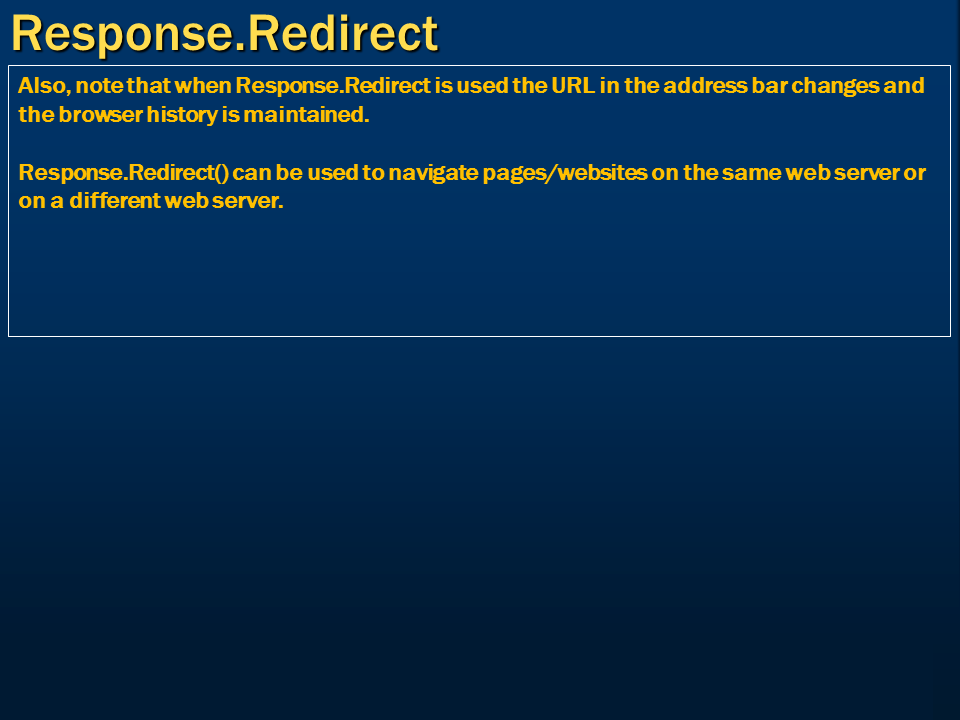 Response.Redirect
Also, note that when Response.Redirect is used the URL in the address bar changes and
the browser history is maintained.
Response.Redirect() can be used to navigate pages/websites on the same web server or
on a different web server.